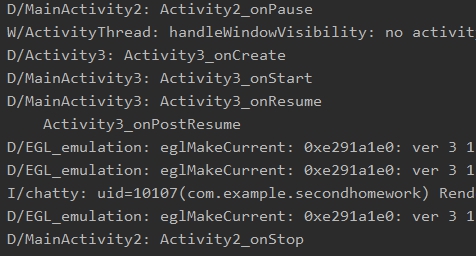 D/MainActivity2: Activity2_onPause
W/ActivityThread: handleWindowVisibility: no activit
D/Activity3: Activity3_onCreate
D/MainActivity3: Activity3_onStart
D/MainActivity3: Activity3_onResume
Activity3_onPostResume
D/EGL_emulation: eglMakeCurrent: 0xe291a1e0: ver 3 1
D/EGL_emulation: eglMakeCurrent: 0xe291a1e0: ver 3 1
I/chatty: uid=10107(com.example.secondhomework) Rend
D/EGL_emulation: eglMakeCurrent: 0xe291a1e0: ver 3 1
D/MainActivity2: Activity2_onStop